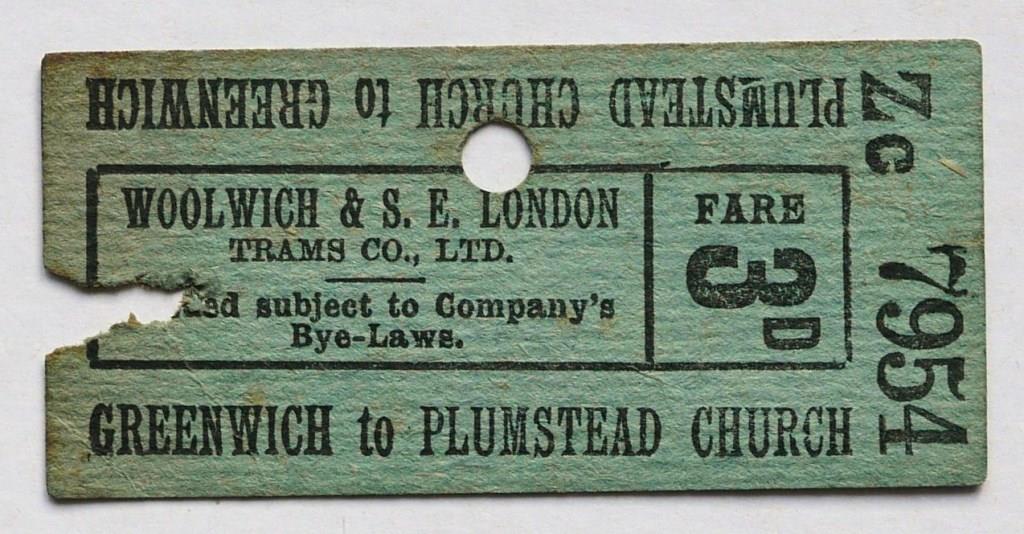 PLUMSTEAD CHURCH to GREENWICH
WOOLWICH & S. E. LONDON
TRAMS CO., LTD.
subject to Company's
Bye-Laws.
FARE
3D
GREENWICH to PLUMSTEAD CHURCH
Zc 7954